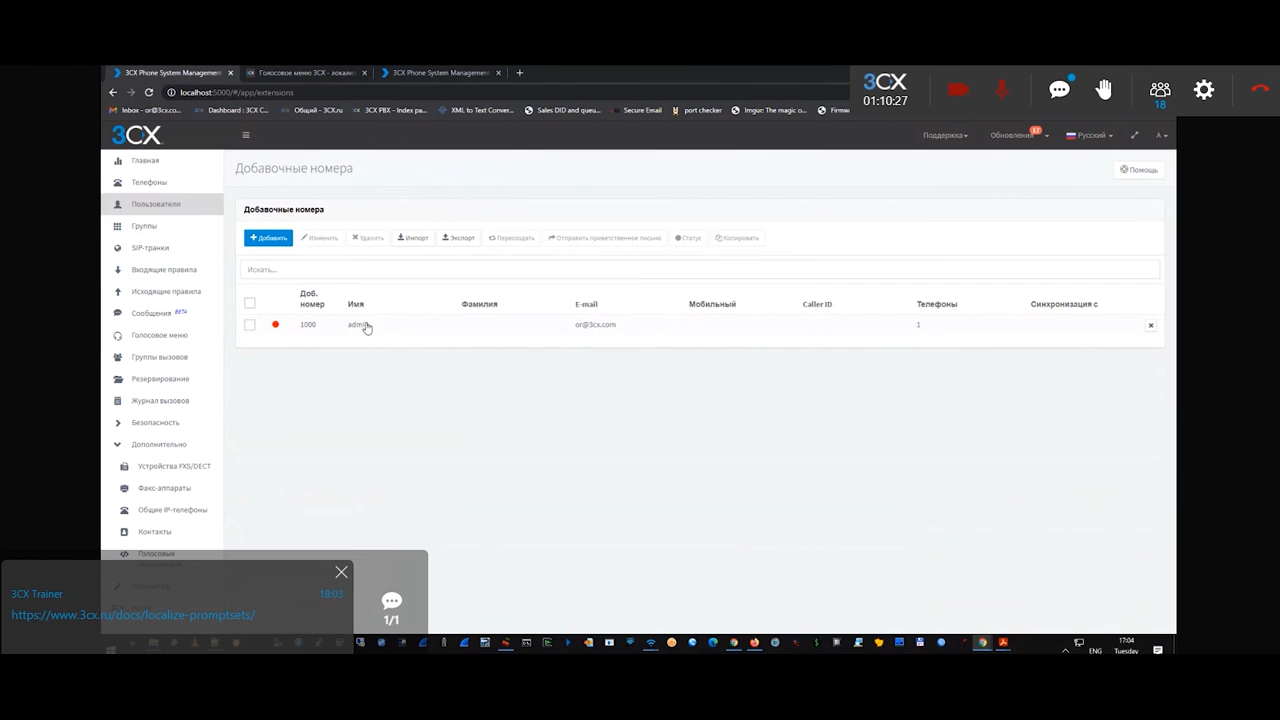 3CX Phone System Management
Голосовое меню 3CX - локали
3CX Phone System Management
localhost:5000/#/app/extensions
Inbox - or@3cx.co...
Dashboard : 3CX C...
Общий - 3CX.ru
3CX PBX - Index pa...
XML to Text Conver...
Sales DID and queu...
Secure Email
port checker
Imgur: The magic o...
Firmw
3CX
01:10:27
18
3CX
Поддержка
Обновления
17
Русский
A
Главная
Телефоны
Пользователи
Группы
SIP-транки
Входящие правила
Исходящие правила
Сообщения BETA
Голосовое меню
Группы вызовов
Резервирование
Журнал вызовов
Безопасность
Дополнительно
Устройства FXS/DECT
Факс-аппараты
Общие IP-телефоны
Контакты
Голосовые
Добавочные номера
Помощь
Добавочные номера
Добавить
Изменить
Удалить
Импорт
Экспорт
Пересоздать
Отправить приветственное письмо
Статус
Копировать
Искать...
Доб. номер
Имя
Фамилия
E-mail
Мобильный
Caller ID
Телефоны
Синхронизация с
1000
admin
or@3cx.com
1
3CX Trainer
18:03
https://www.3cx.ru/docs/localize-promptsets/
1/1
ENG
17:04
Tuesday